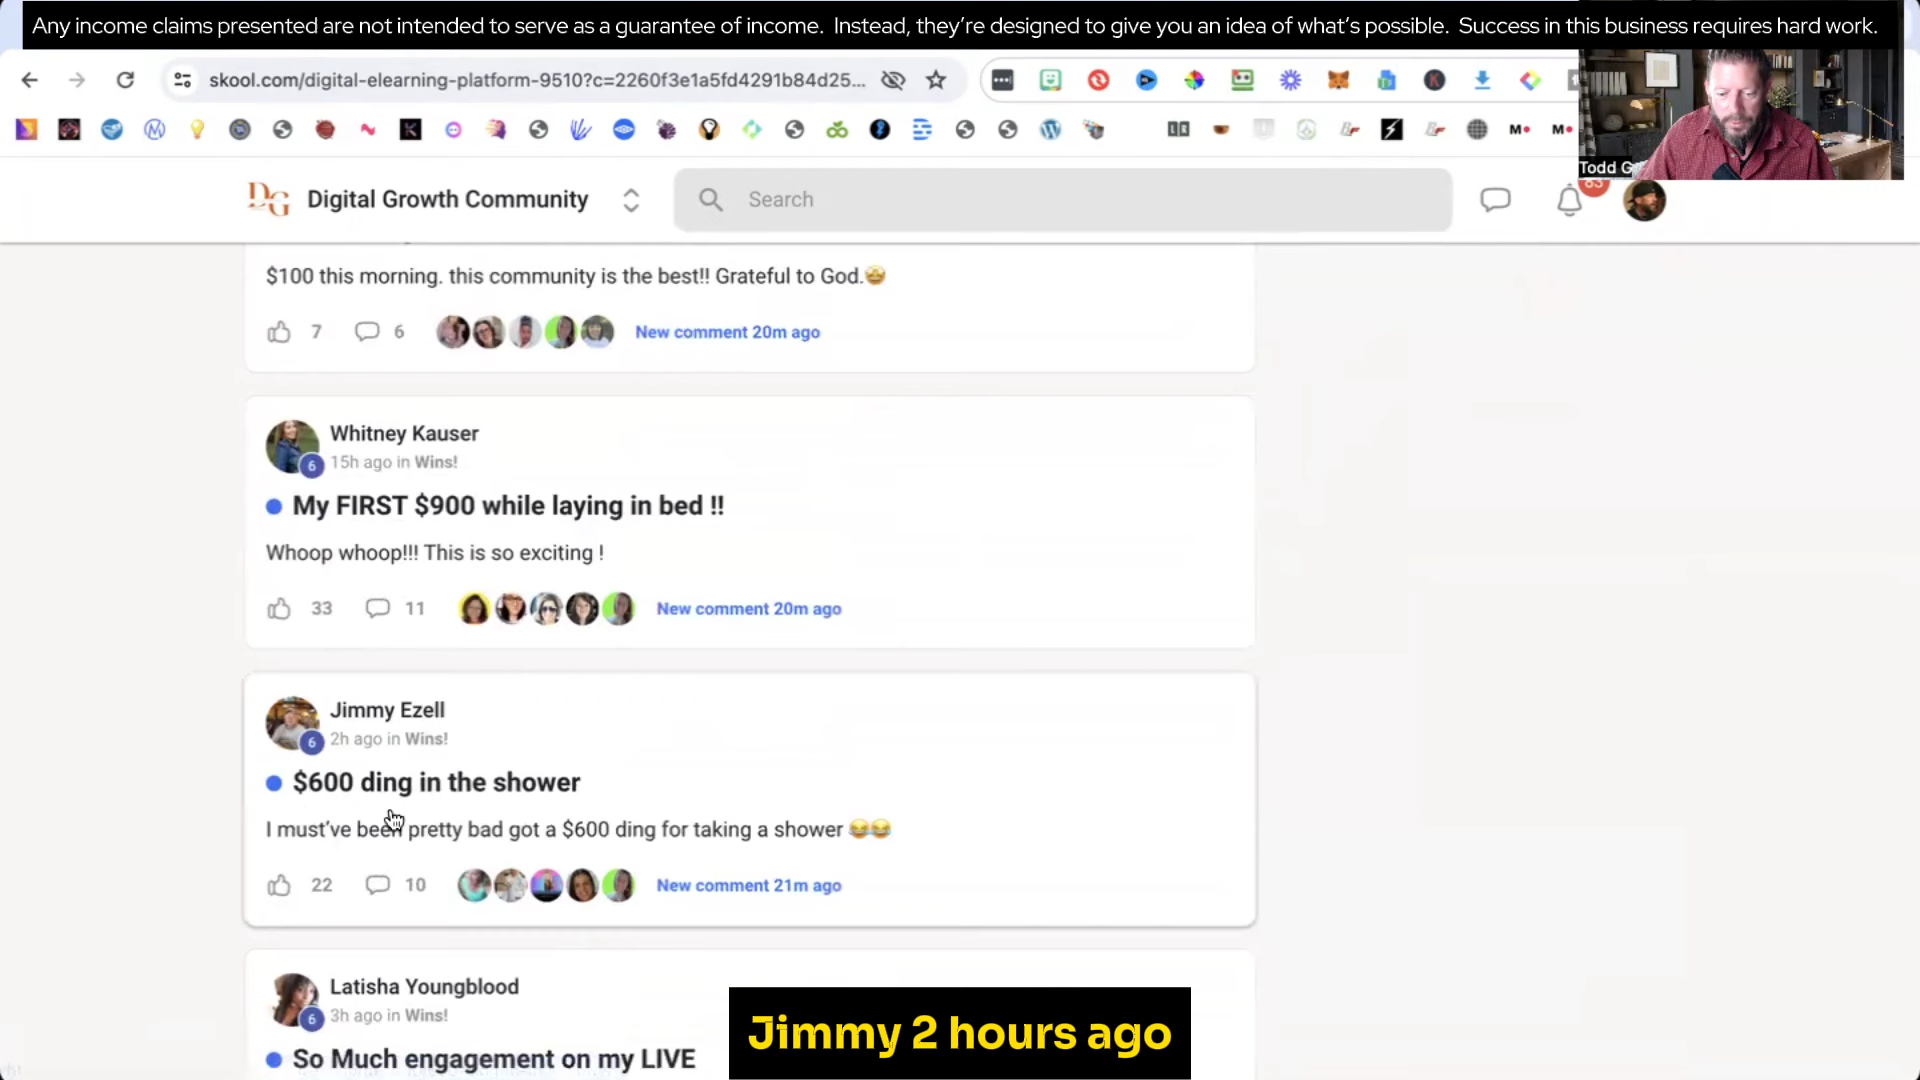 Any income claims presented are not intended to serve as a guarantee of income. Instead, they're designed to give you an idea of what's possible. Success in this business requires hard work.
skool.com/digital-elearning-platform-9510?c=2260f3e1a5fd4291b84d25...
Todd G
DG Digital Growth Community
Search
$100 this morning. this community is the best!! Grateful to God.🤩
7 6 New comment 20m ago
Whitney Kauser
6 15h ago in Wins!
My FIRST $900 while laying in bed !!
Whoop whoop!!! This is so exciting !
33 11 New comment 20m ago
Jimmy Ezell
6 2h ago in Wins!
$600 ding in the shower
I must've been pretty bad got a $600 ding for taking a shower 😂😂
22 10 New comment 21m ago
Latisha Youngblood
6 3h ago in Wins!
So Much engagement on my LIVE
Jimmy 2 hours ago